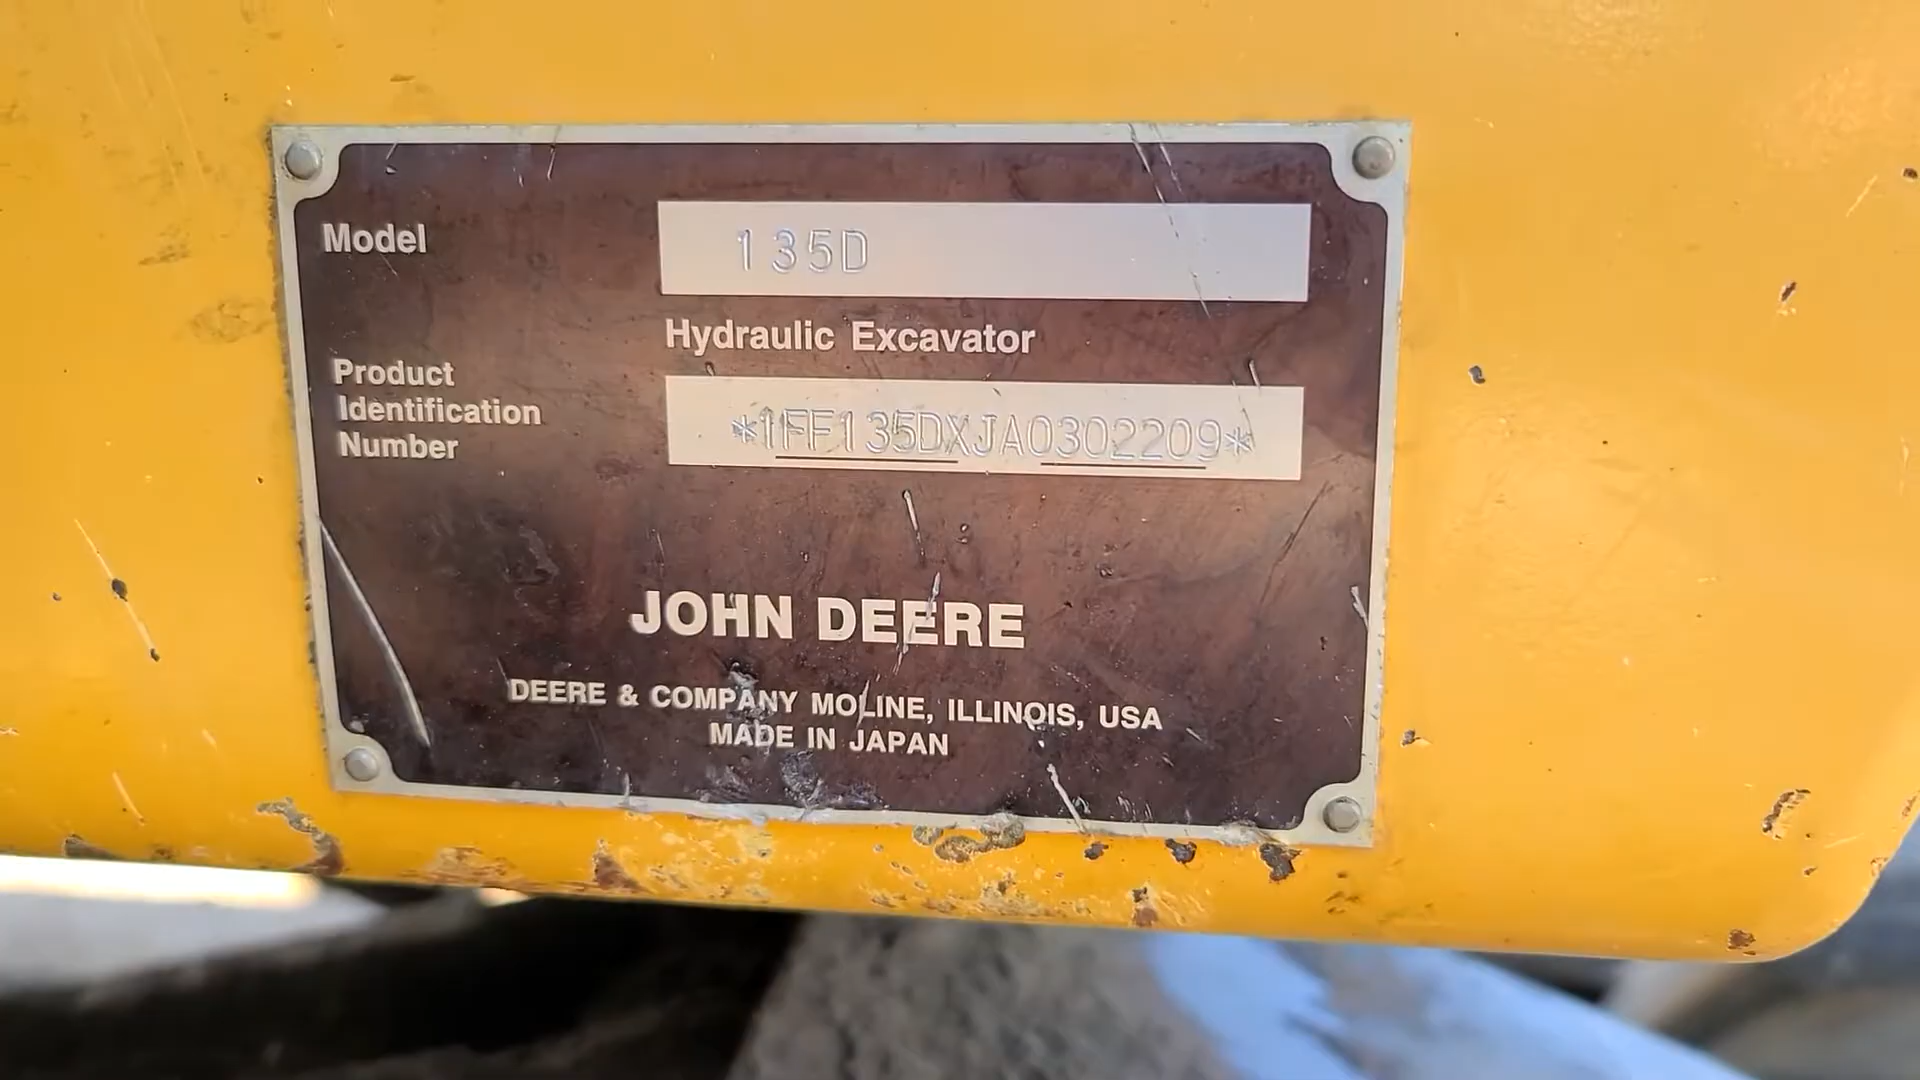 Model 135D
Hydraulic Excavator
Product
Identification
Number
*1FF135DXJA0302209*
JOHN DEERE
DEERE & COMPANY MOLINE, ILLINOIS, USA
MADE IN JAPAN